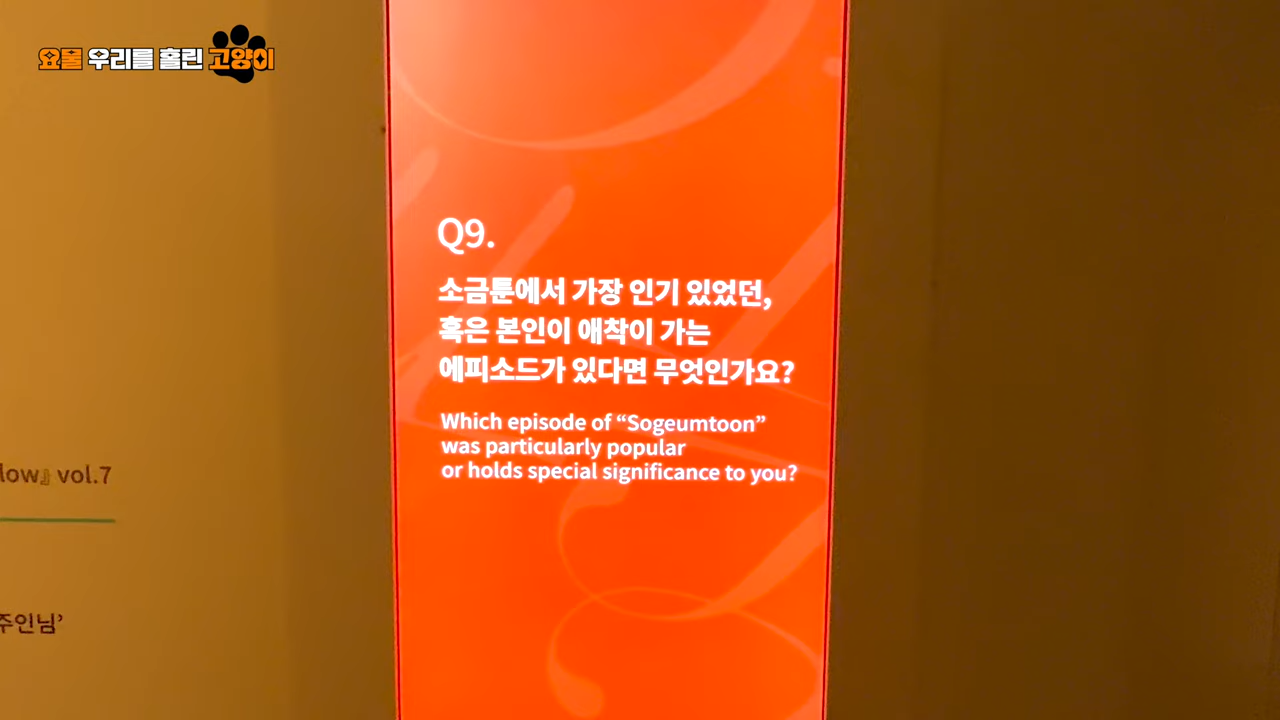 요물 우리를 홀린 고양이
Q9.
소금툰에서 가장 인기 있었던,
혹은 본인이 애착이 가는
에피소드가 있다면 무엇인가요?
Which episode of “Sogeumtoon”
was particularly popular
or holds special significance to you?
low』 vol.7
주인님’